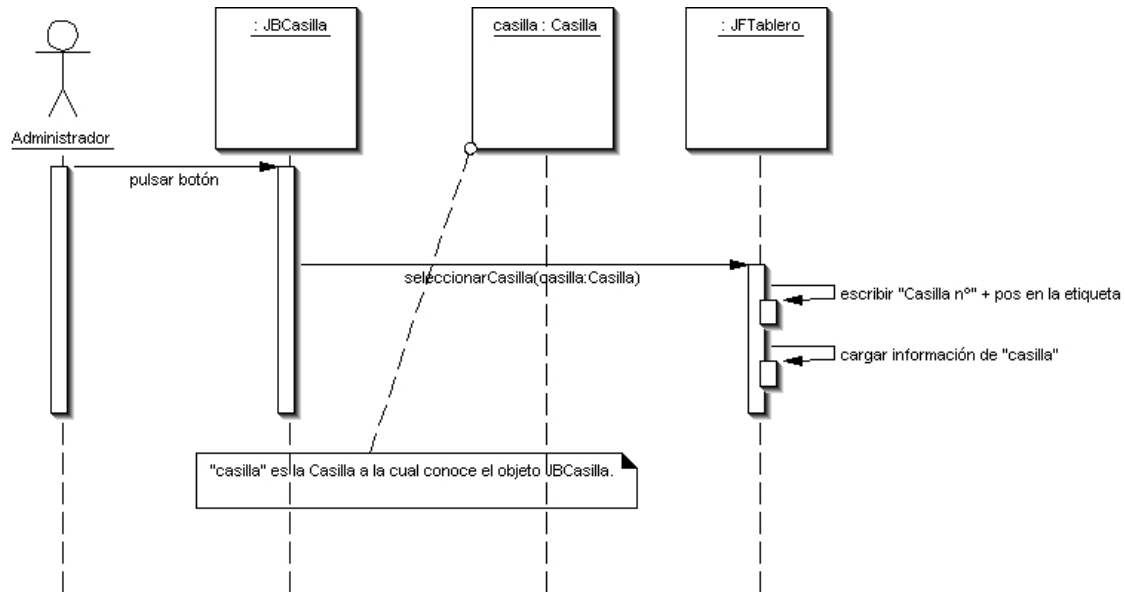 : JBCasilla
casilla : Casilla
: JFTablero
Administrador
pulsar botón
seleccionarCasilla(casilla:Casilla)
escribir "Casilla nº" + pos en la etiqueta
cargar información de "casilla"
"casilla" es la Casilla a la cual conoce el objeto JBCasilla.